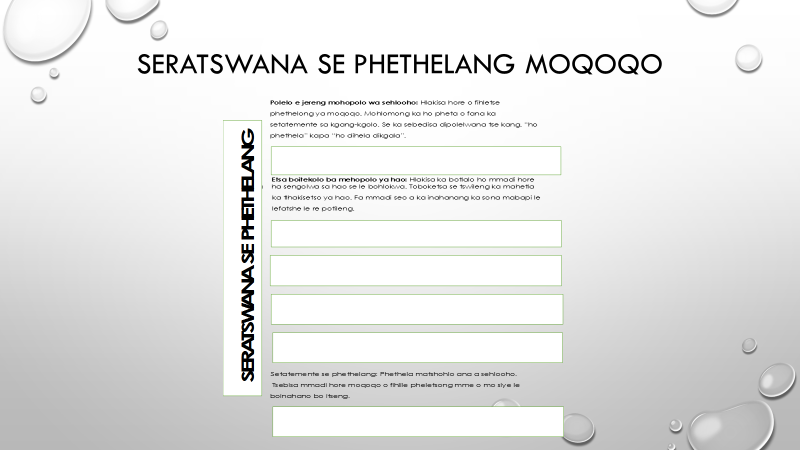 SERATSWANA SE PHETHELANG MOQOQO
SERATSWANA SE PHETHELANG
Polelo e jereng mohopolo wa sehlooho: Hlakisa hore o fihletse
phethelong ya moqoqo. Mohlomong ka ho pheta o fana ka
setatemente sa kgang-kgolo. Se ka sebedisa dipolelwana tse kang, "ho
phethela" kapa "ho dihela dikgala".
Etsa boitekolo ba mehopolo ya hao: Hlakisa ka botlalo ho mmadi hore
ha sengolwa sa hao se le bohlokwa. Toboketsa se tswileng ka mahetla
ka tlhakisetso ya hao. Fa mmadi seo a ka inahanang ka sona mabapi le
lefatshe le re potileng.
Setatemente se phethelang: Phethela matshohlo ana a sehlooho.
Tsebisa mmadi hore moqoqo o fihlile pheletsong mme o mo siye le
boinahano bo itseng.